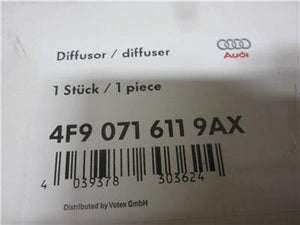 Diffusor / diffuser
Audi
1 Stück / 1 piece
4F9 071 611 9AX
4 039378 303624 >
Distributed by Votex GmbH